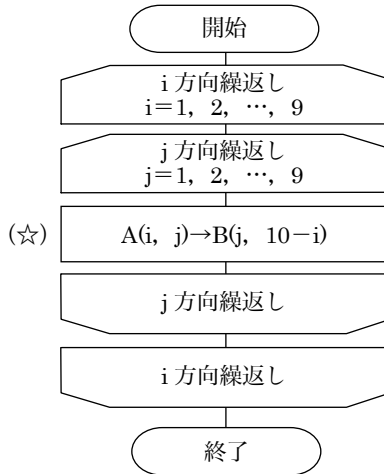 開始
i 方向繰返し
i=1, 2, …, 9
j 方向繰返し
j=1, 2, …, 9
(☆) A(i, j)→B(j, 10−i)
j 方向繰返し
i 方向繰返し
終了